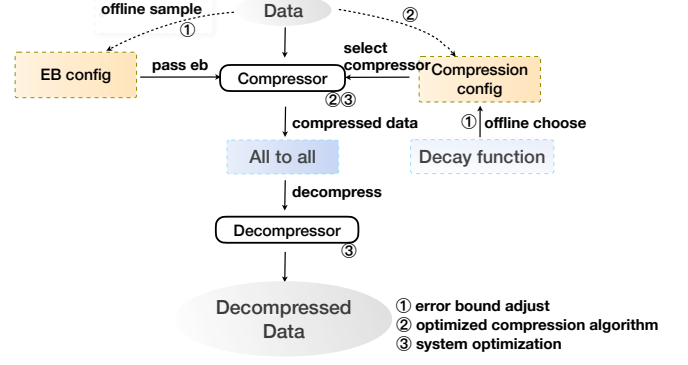 offline sample
Data
①
②
EB config
pass eb
Compressor
select
compressor
Compression
config
②③
compressed data
① offline choose
All to all
Decay function
decompress
Decompressor
③
Decompressed
Data
① error bound adjust
② optimized compression algorithm
③ system optimization